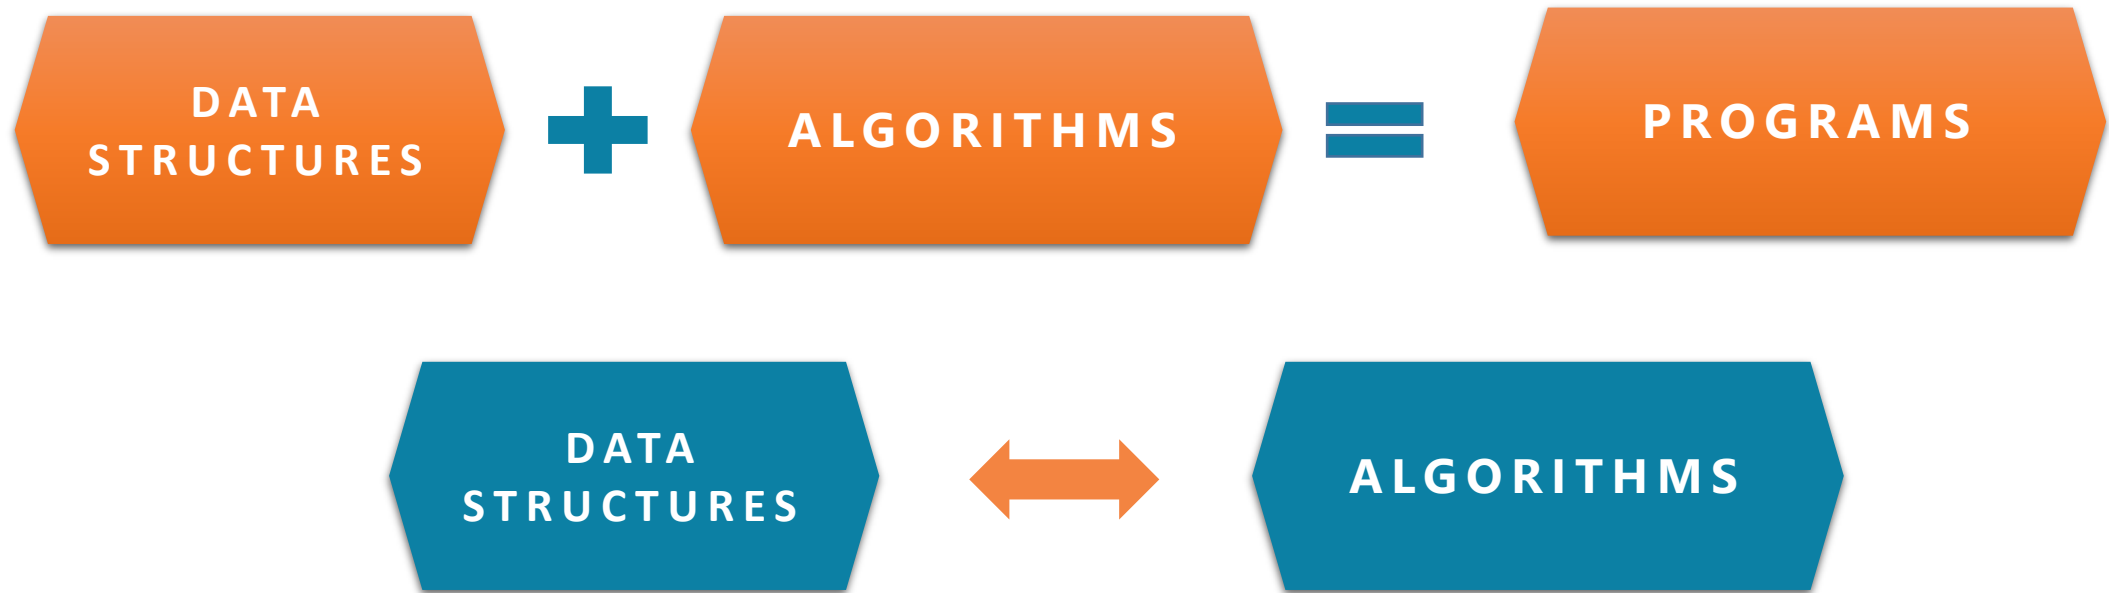 DATA
STRUCTURES
ALGORITHMS
PROGRAMS
DATA
STRUCTURES
ALGORITHMS